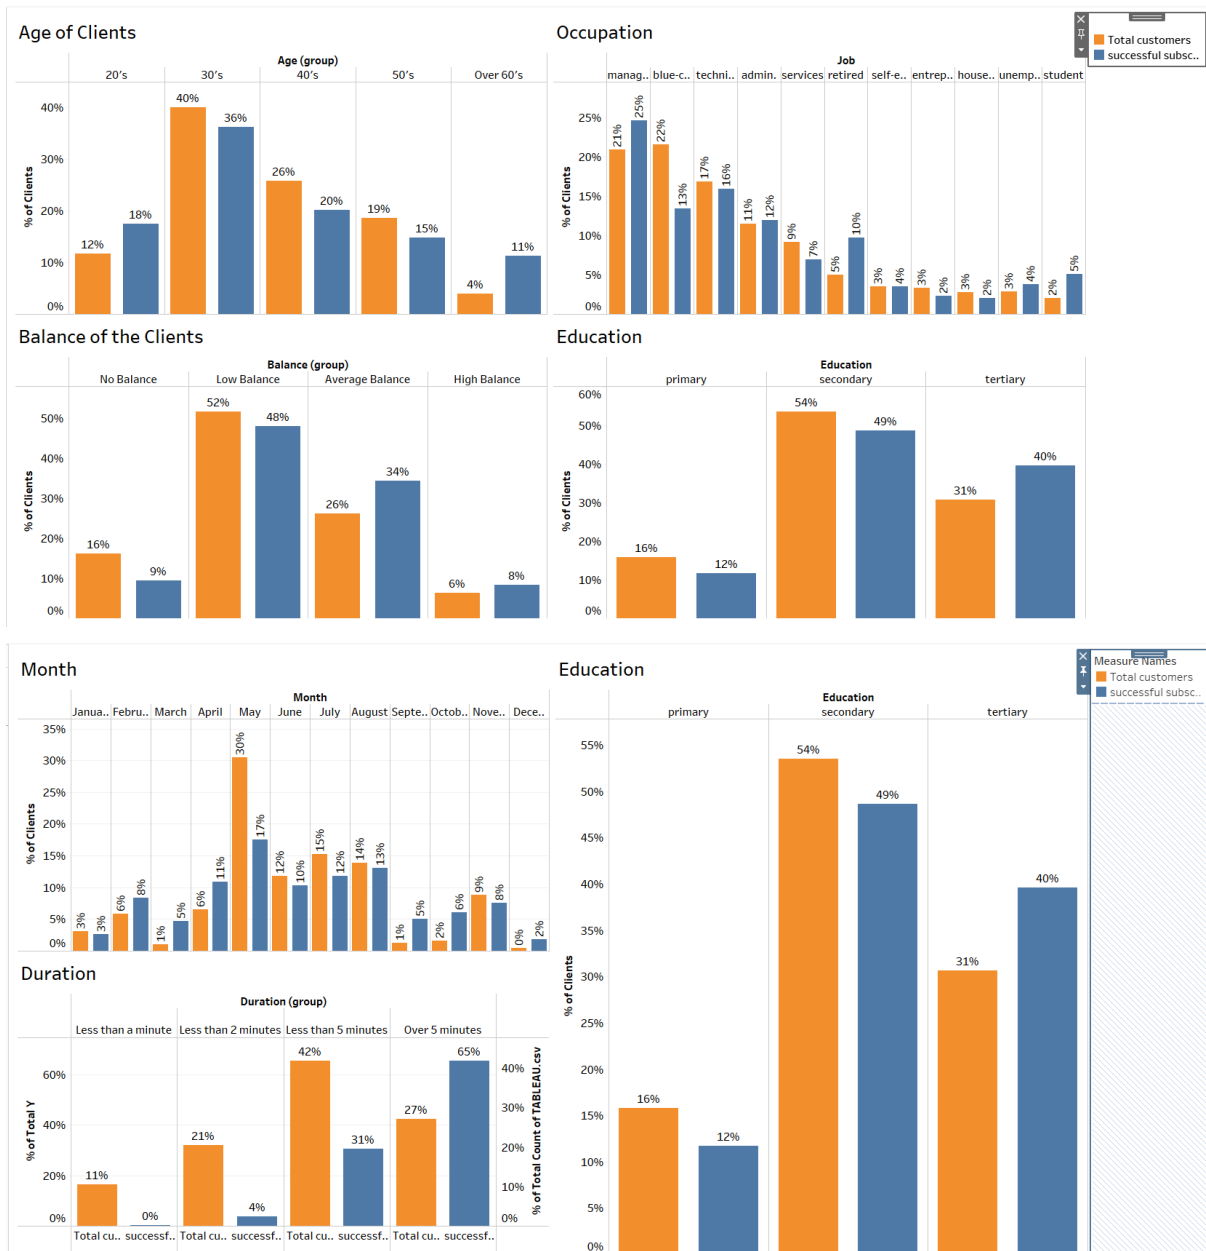 Age of Clients
Age (group)
20's 30's 40's 50's Over 60's
% of Clients
40%
30%
20%
10%
0%
12% 18% 40% 36% 26% 20% 19% 15% 4% 11%
Occupation
Job
manag.. blue-c.. techni.. admin. services retired self-e.. entrep.. house.. unemp.. student
% of Clients
25%
20%
15%
10%
5%
0%
21% 25% 22% 13% 17% 16% 11% 12% 9% 7% 5% 10% 3% 4% 3% 2% 3% 2% 3% 4% 2% 5%
Total customers
successful subsc..
Balance of the Clients
Balance (group)
No Balance Low Balance Average Balance High Balance
% of Clients
50%
40%
30%
20%
10%
0%
16% 9% 52% 48% 26% 34% 6% 8%
Education
Education
primary secondary tertiary
% of Clients
60%
50%
40%
30%
20%
10%
0%
16% 12% 54% 49% 31% 40%
Month
Month
Janua.. Febru.. March April May June July August Septe.. Octob.. Nove.. Dece..
% of Clients
35%
30%
25%
20%
15%
10%
5%
0%
3% 3% 6% 8% 1% 5% 6% 11% 30% 17% 12% 10% 15% 12% 14% 13% 1% 5% 2% 6% 9% 8% 0% 2%
Education
Education
primary secondary tertiary
% of Clients
55%
50%
45%
40%
35%
30%
25%
20%
15%
10%
5%
0%
16% 12% 54% 49% 31% 40%
Measure Names
Total customers
successful subsc..
Duration
Duration (group)
Less than a minute Less than 2 minutes Less than 5 minutes Over 5 minutes
% of Total Y
60%
40%
20%
0%
11% 0% 21% 4% 42% 31% 27% 65%
% of Total Count of TABLEAU.csv
40%
30%
20%
10%
0%
Total cu.. successf.. Total cu.. successf.. Total cu.. successf.. Total cu.. successf..